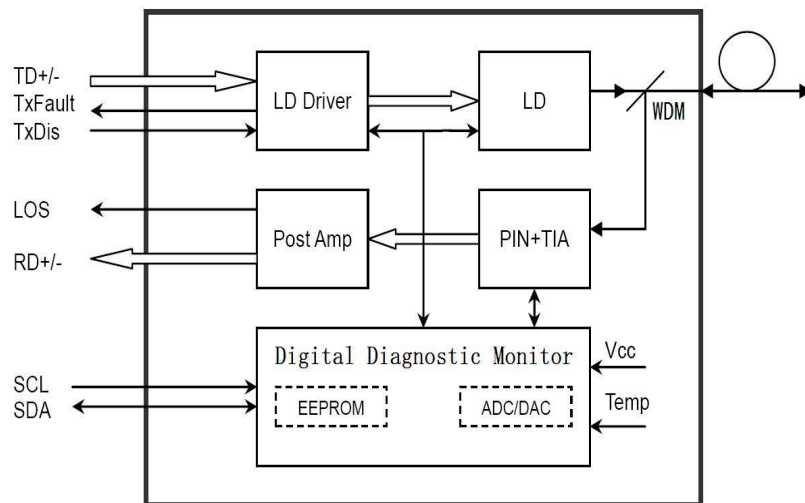 TD+/-
TxFault
TxDis
LD Driver
LD
WDM
LOS
RD+/-
Post Amp
PIN+TIA
Digital Diagnostic Monitor
EEPROM
ADC/DAC
Vcc
Temp
SCL
SDA